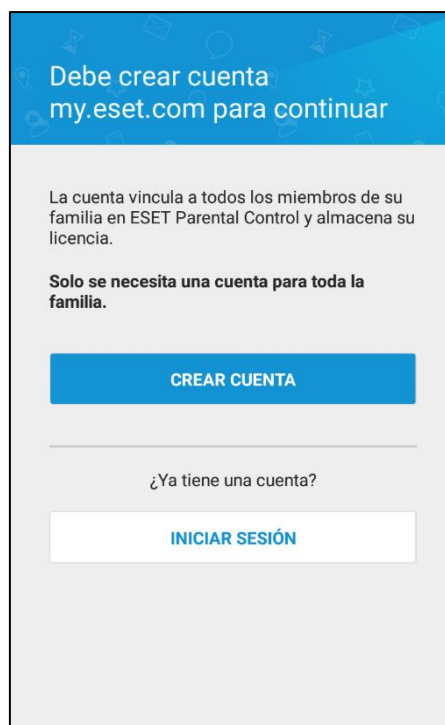 Debe crear cuenta
my.eset.com para continuar
La cuenta vincula a todos los miembros de su
familia en ESET Parental Control y almacena su
licencia.
Solo se necesita una cuenta para toda la
familia.
CREAR CUENTA
¿Ya tiene una cuenta?
INICIAR SESIÓN